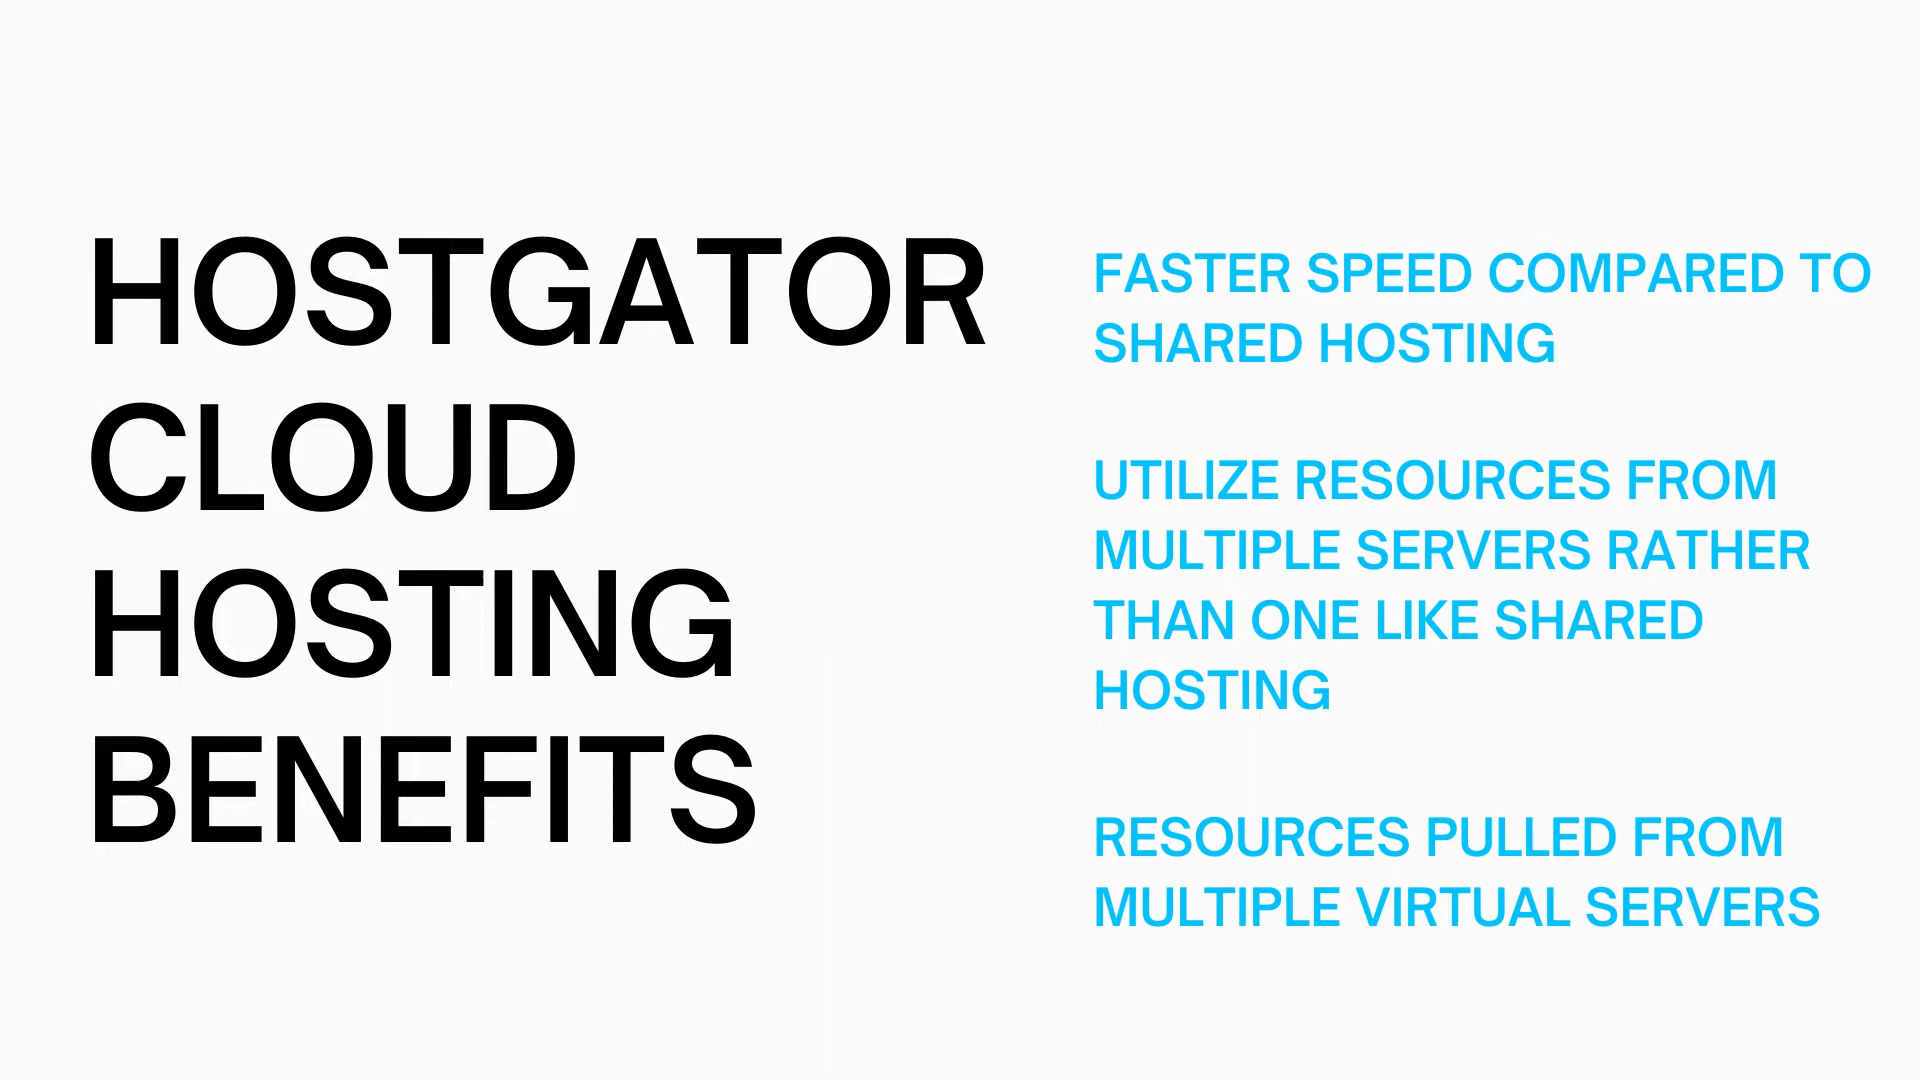 HOSTGATOR
CLOUD
HOSTING
BENEFITS
FASTER SPEED COMPARED TO
SHARED HOSTING
UTILIZE RESOURCES FROM
MULTIPLE SERVERS RATHER
THAN ONE LIKE SHARED
HOSTING
RESOURCES PULLED FROM
MULTIPLE VIRTUAL SERVERS